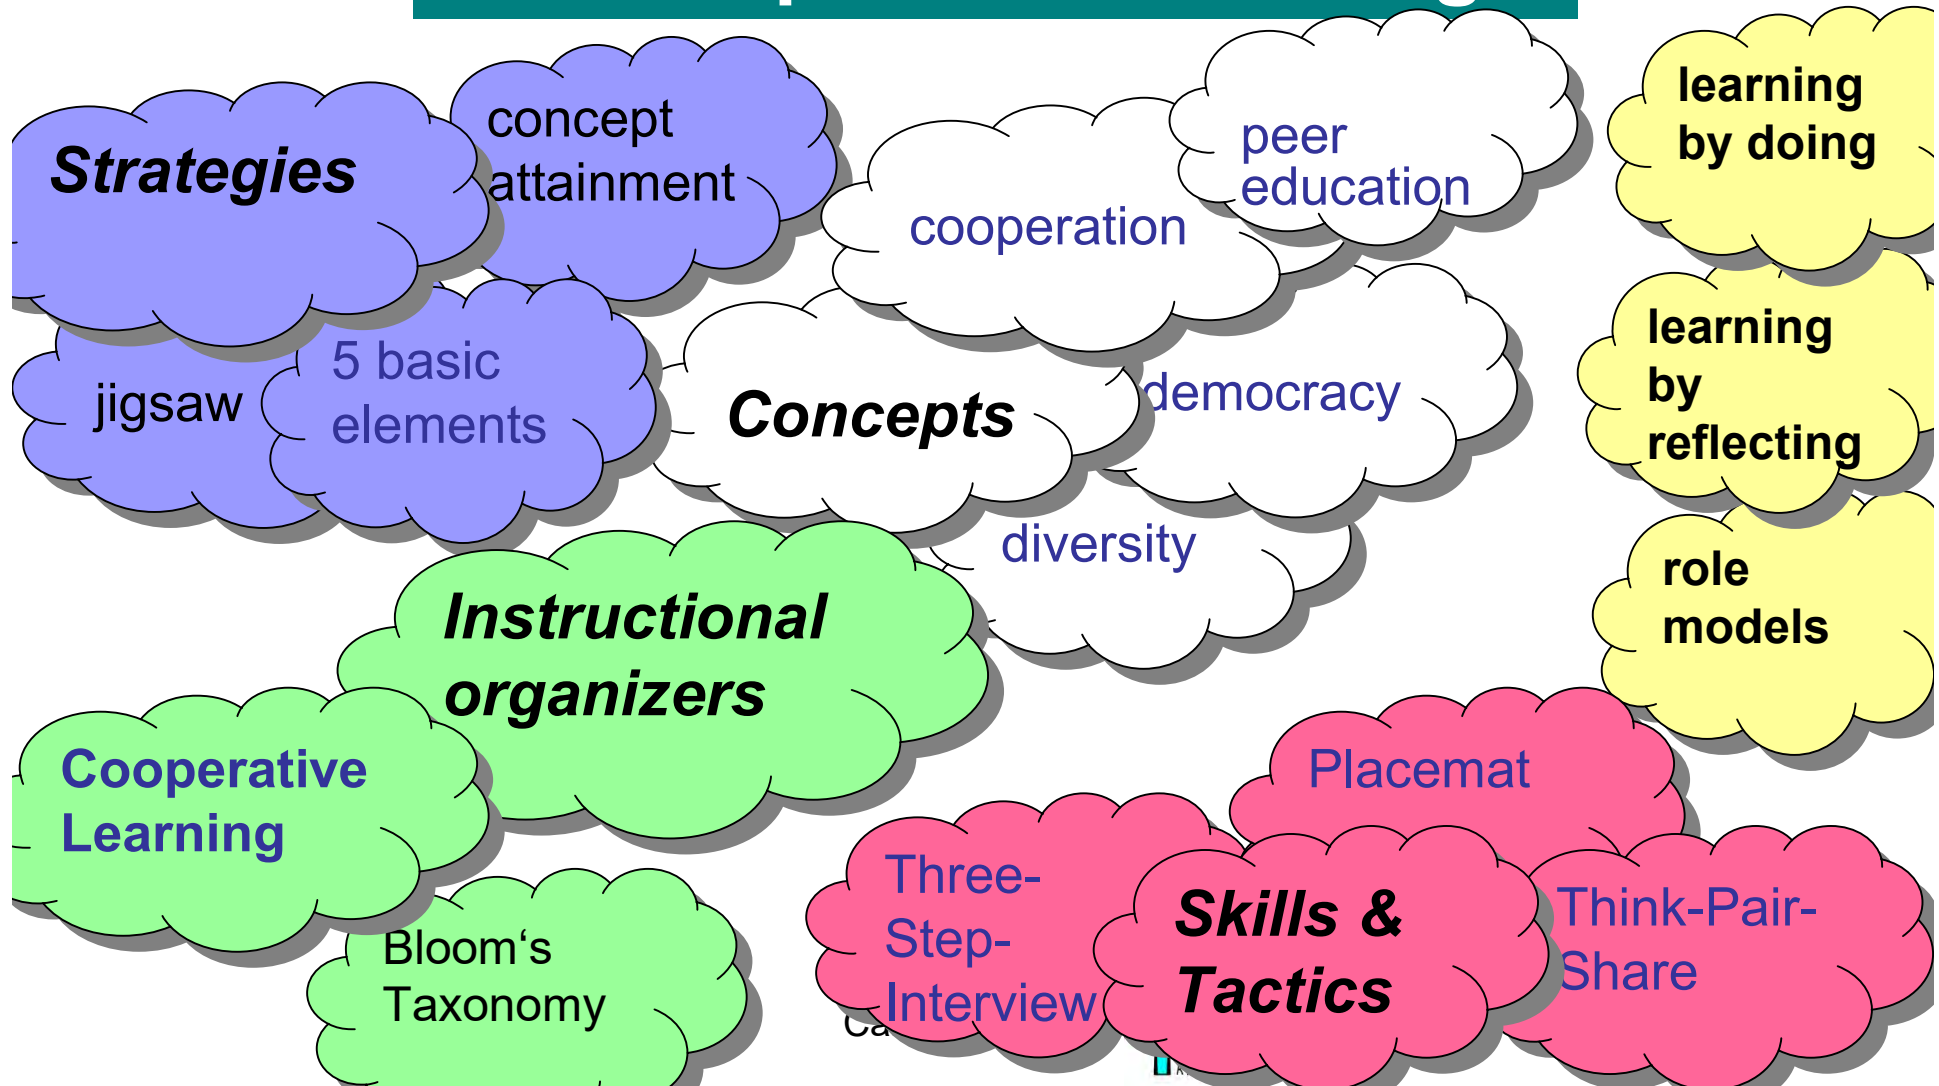 Strategies
concept
attainment
jigsaw
5 basic
elements
peer
education
cooperation
Concepts
democracy
diversity
learning
by doing
learning
by
reflecting
role
models
Instructional
organizers
Cooperative
Learning
Bloom‘s
Taxonomy
Placemat
Three-
Step-
Interview
Skills &
Tactics
Think-Pair-
Share